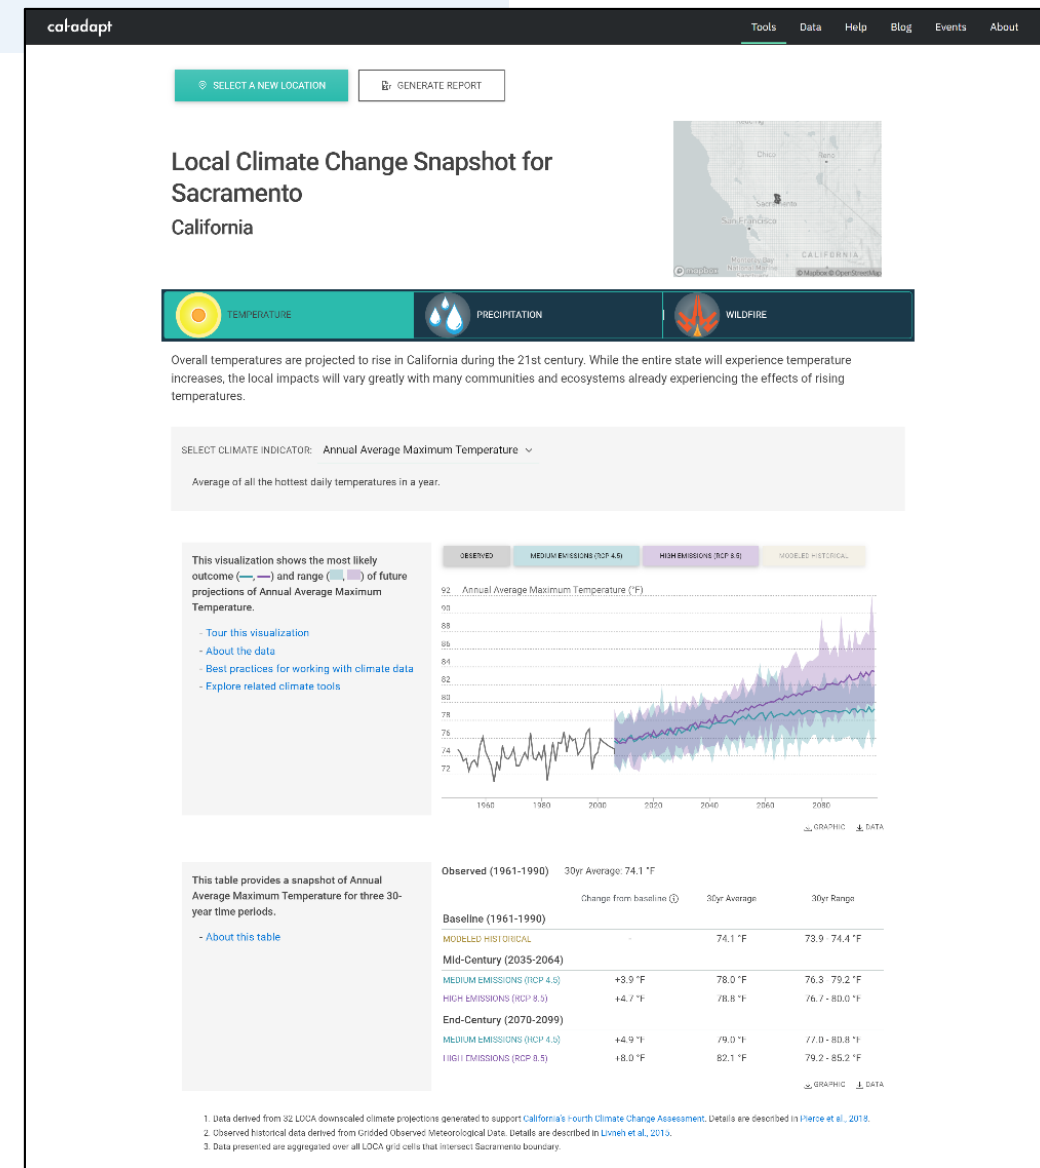 cal-adapt
Tools Data Help Blog Events About
SELECT A NEW LOCATION GENERATE REPORT
Local Climate Change Snapshot for
Sacramento
California
Chico Reno
Sacramento
San Francisco
Monterey Bay
National Marine
CALIFORNIA
mapbox © Mapbox © OpenStreetMap
TEMPERATURE PRECIPITATION WILDFIRE
Overall temperatures are projected to rise in California during the 21st century. While the entire state will experience temperature
increases, the local impacts will vary greatly with many communities and ecosystems already experiencing the effects of rising
temperatures.
SELECT CLIMATE INDICATOR: Annual Average Maximum Temperature
Average of all the hottest daily temperatures in a year.
This visualization shows the most likely
outcome ( , ) and range ( , ) of future
projections of Annual Average Maximum
Temperature.
- Tour this visualization
- About the data
- Best practices for working with climate data
- Explore related climate tools
OBSERVED MEDIUM EMISSIONS (RCP 4.5) HIGH EMISSIONS (RCP 8.5) MODELED HISTORICAL
92 Annual Average Maximum Temperature (°F)
90
88
86
84
82
80
78
76
74
72
1960 1980 2000 2020 2040 2060 2080
GRAPHIC DATA
This table provides a snapshot of Annual
Average Maximum Temperature for three 30-
year time periods.
- About this table
Observed (1961-1990) 30yr Average: 74.1 °F
Change from baseline 30yr Average 30yr Range
Baseline (1961-1990)
MODELED HISTORICAL - 74.1 °F 73.9 - 74.4 °F
Mid-Century (2035-2064)
MEDIUM EMISSIONS (RCP 4.5) +3.9 °F 78.0 °F 76.3 - 79.2 °F
HIGH EMISSIONS (RCP 8.5) +4.7 °F 78.8 °F 76.7 - 80.0 °F
End-Century (2070-2099)
MEDIUM EMISSIONS (RCP 4.5) +4.9 °F 79.0 °F 77.0 - 80.8 °F
HIGH EMISSIONS (RCP 8.5) +8.0 °F 82.1 °F 79.2 - 85.2 °F
GRAPHIC DATA
1. Data derived from 32 LOCA downscaled climate projections generated to support California's Fourth Climate Change Assessment. Details are described in Pierce et al., 2018.
2. Observed historical data derived from Gridded Observed Meteorological Data. Details are described in Livneh et al., 2015.
3. Data presented are aggregated over all LOCA grid cells that intersect Sacramento boundary.